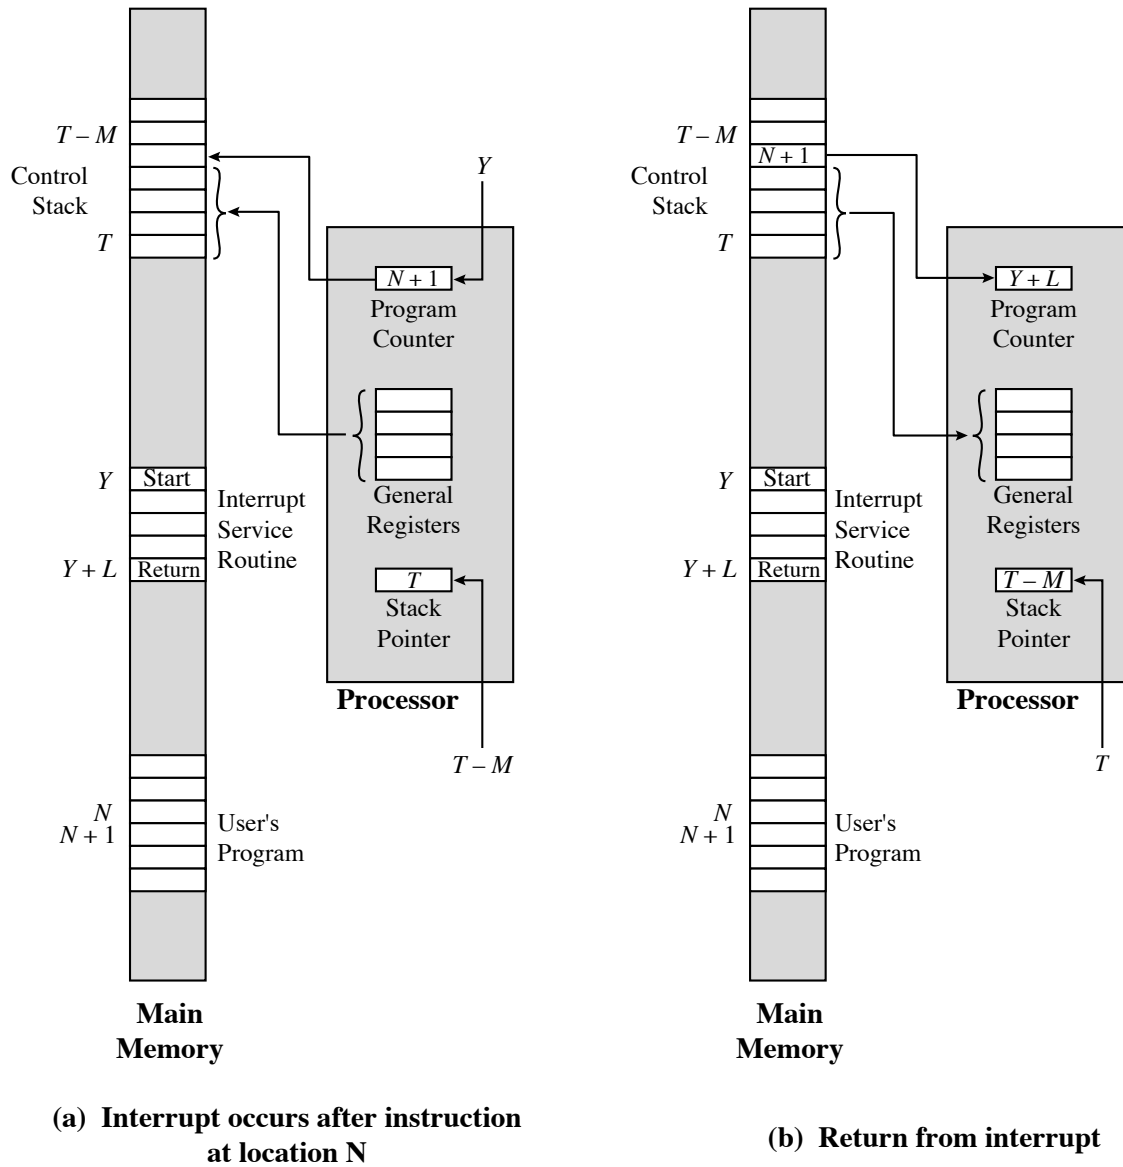 T – M
Control
Stack
T
Y
N + 1
Program
Counter
General
Registers
T
Stack
Pointer
Processor
T – M
Y
Start
Interrupt
Service
Routine
Y + L
Return
N
N + 1
User's
Program
Main
Memory
(a) Interrupt occurs after instruction
at location N
T – M
N + 1
Control
Stack
T
Y + L
Program
Counter
General
Registers
T – M
Stack
Pointer
Processor
T
Y
Start
Interrupt
Service
Routine
Y + L
Return
N
N + 1
User's
Program
Main
Memory
(b) Return from interrupt